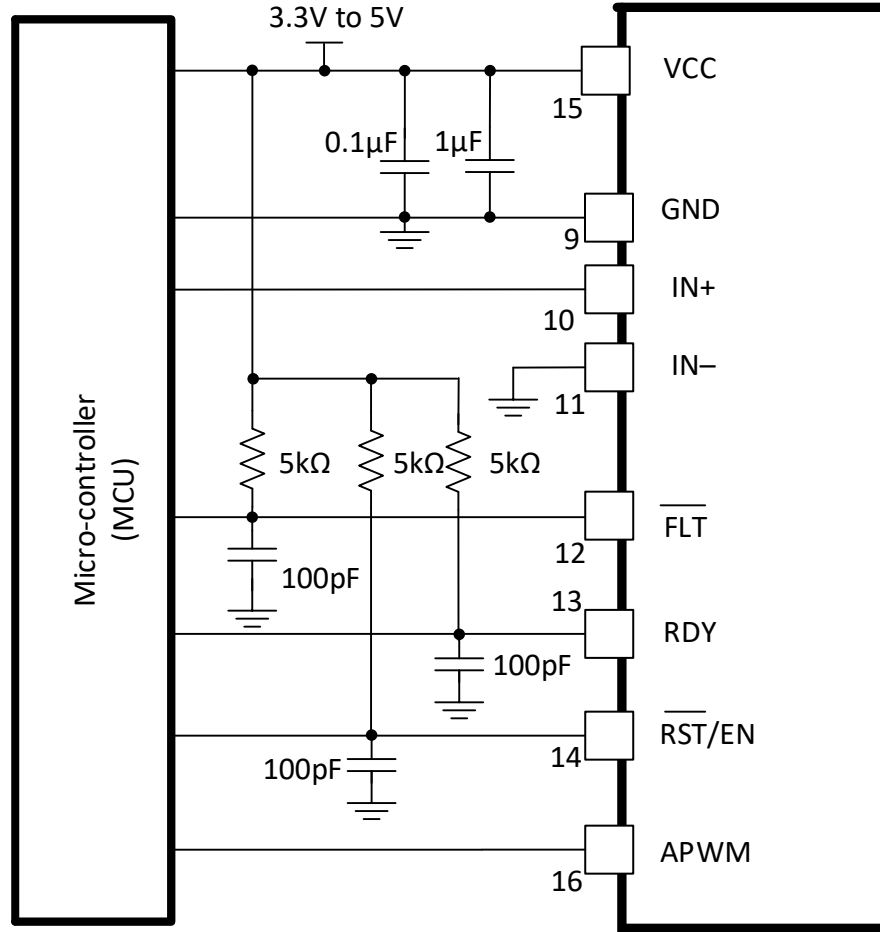 3.3V to 5V
VCC
15
0.1µF
1µF
GND
9
IN+
10
IN–
11
Micro-controller
(MCU)
5kΩ
5kΩ
5kΩ
FLT
12
100pF
13
RDY
100pF
RST/EN
14
100pF
APWM
16